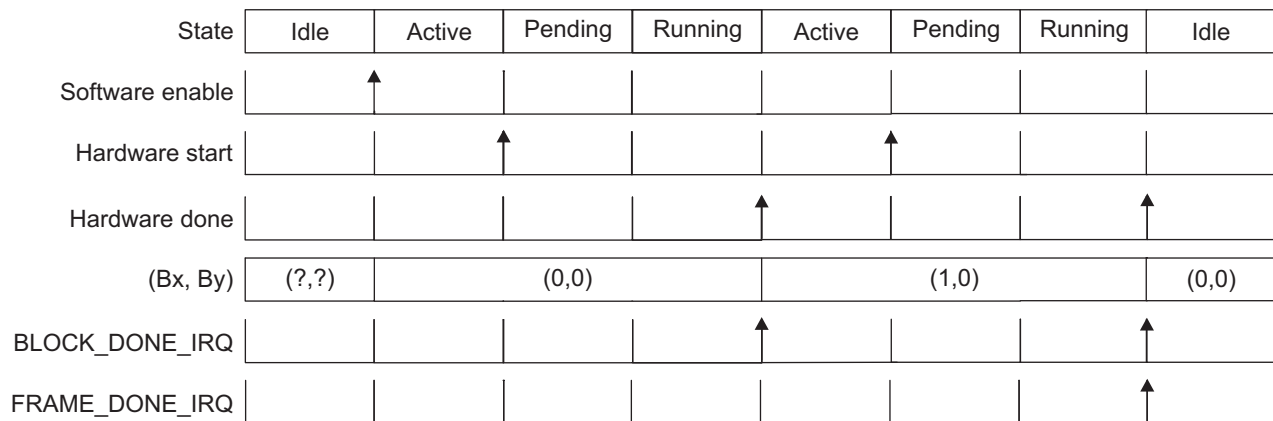 State Idle Active Pending Running Active Pending Running Idle
Software enable
Hardware start
Hardware done
(Bx, By) (?,?) (0,0) (1,0) (0,0)
BLOCK_DONE_IRQ
FRAME_DONE_IRQ